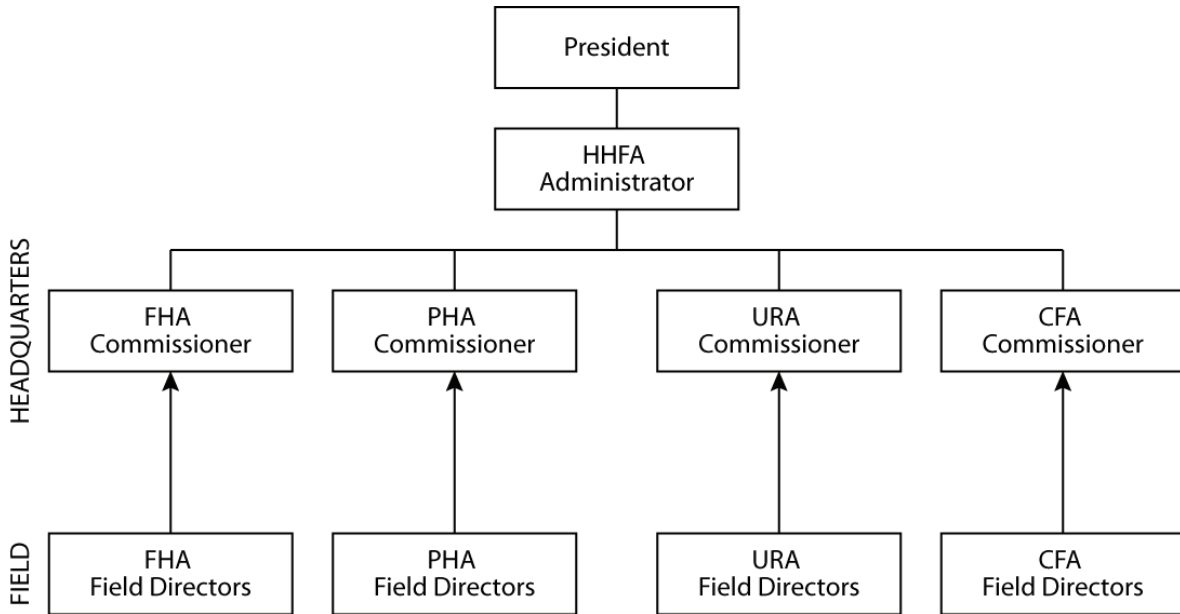 President
HHFA
Administrator
HEADQUARTERS
FHA
Commissioner
PHA
Commissioner
URA
Commissioner
CFA
Commissioner
FIELD
FHA
Field Directors
PHA
Field Directors
URA
Field Directors
CFA
Field Directors